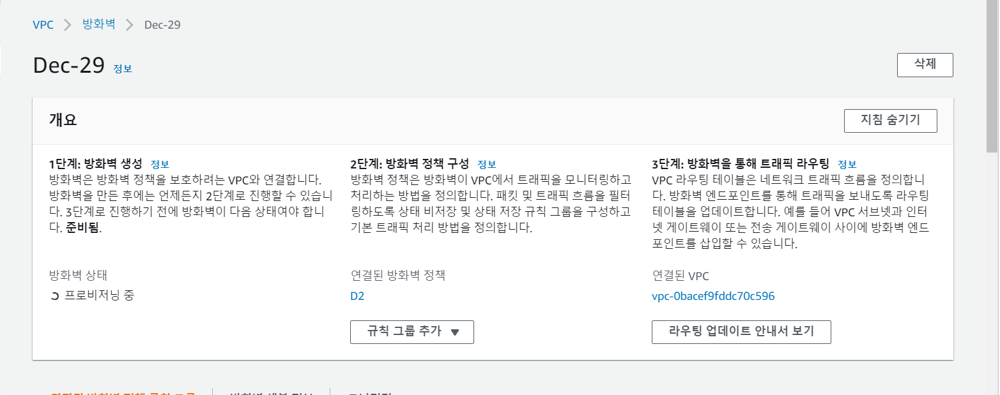 VPC > 방화벽 > Dec-29
Dec-29 정보
삭제
개요
지침 숨기기
1단계: 방화벽 생성 정보
방화벽은 방화벽 정책을 보호하려는 VPC와 연결합니다.
방화벽을 만든 후에는 언제든지 2단계로 진행할 수 있습니
다. 3단계로 진행하기 전에 방화벽이 다음 상태여야 합니
다. 준비됨.
방화벽 상태
프로비저닝 중
2단계: 방화벽 정책 구성 정보
방화벽 정책은 방화벽이 VPC에서 트래픽을 모니터링하고
처리하는 방법을 정의합니다. 패킷 및 트래픽 흐름을 필터
링하도록 상태 비저장 및 상태 저장 규칙 그룹을 구성하고
기본 트래픽 처리 방법을 정의합니다.
연결된 방화벽 정책
D2
규칙 그룹 추가
3단계: 방화벽을 통해 트래픽 라우팅 정보
VPC 라우팅 테이블은 네트워크 트래픽 흐름을 정의합니
다. 방화벽 엔드포인트를 통해 트래픽을 보내도록 라우팅
테이블을 업데이트합니다. 예를 들어 VPC 서브넷과 인터
넷 게이트웨이 또는 전송 게이트웨이 사이에 방화벽 엔드
포인트를 삽입할 수 있습니다.
연결된 VPC
vpc-0bacef9fddc70c596
라우팅 업데이트 안내서 보기